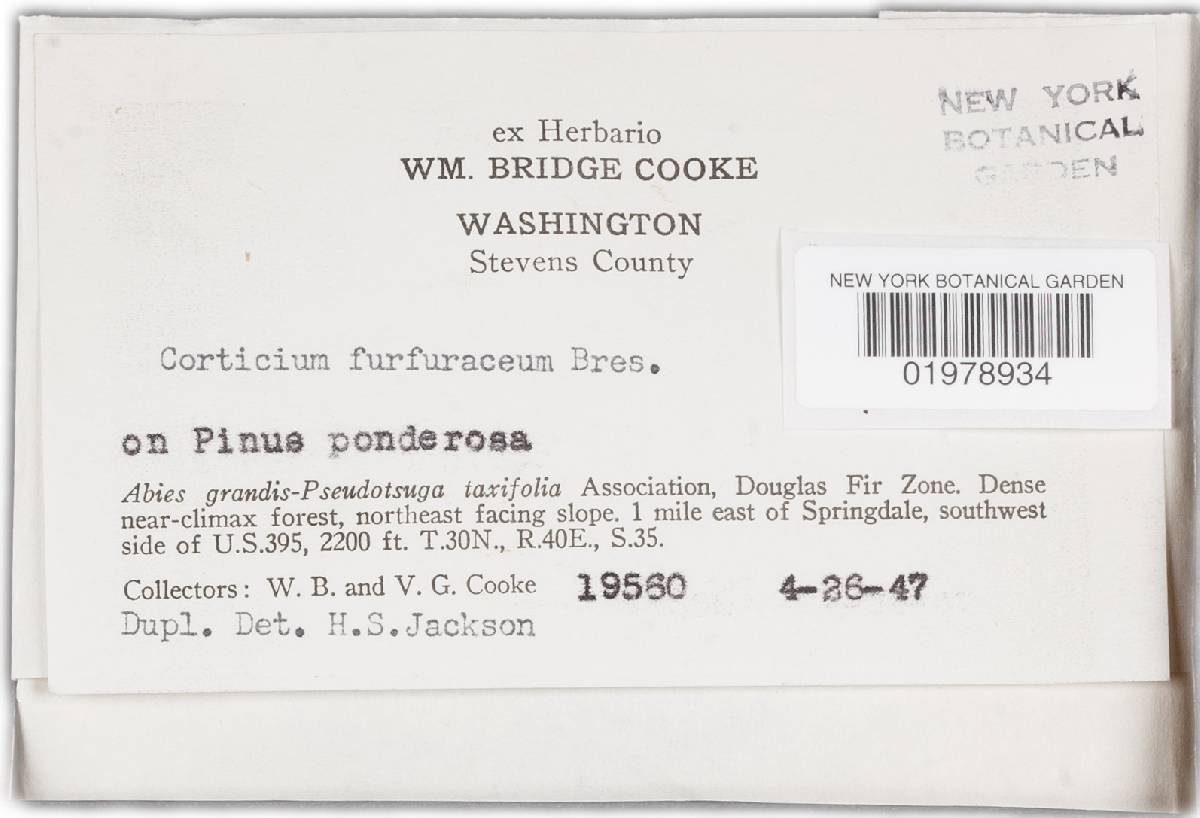 NEW YORK
BOTANICAL
GARDEN
ex Herbario
WM. BRIDGE COOKE
WASHINGTON
Stevens County
NEW YORK BOTANICAL GARDEN
01978934
Corticium furfuraceum Bres.
on Pinus ponderosa
Abies grandis-Pseudotsuga taxifolia Association, Douglas Fir Zone. Dense
near-climax forest, northeast facing slope. 1 mile east of Springdale, southwest
side of U.S.395, 2200 ft. T.30N., R.40E., S.35.
Collectors: W. B. and V. G. Cooke 19560 4-26-47
Dupl. Det. H.S.Jackson